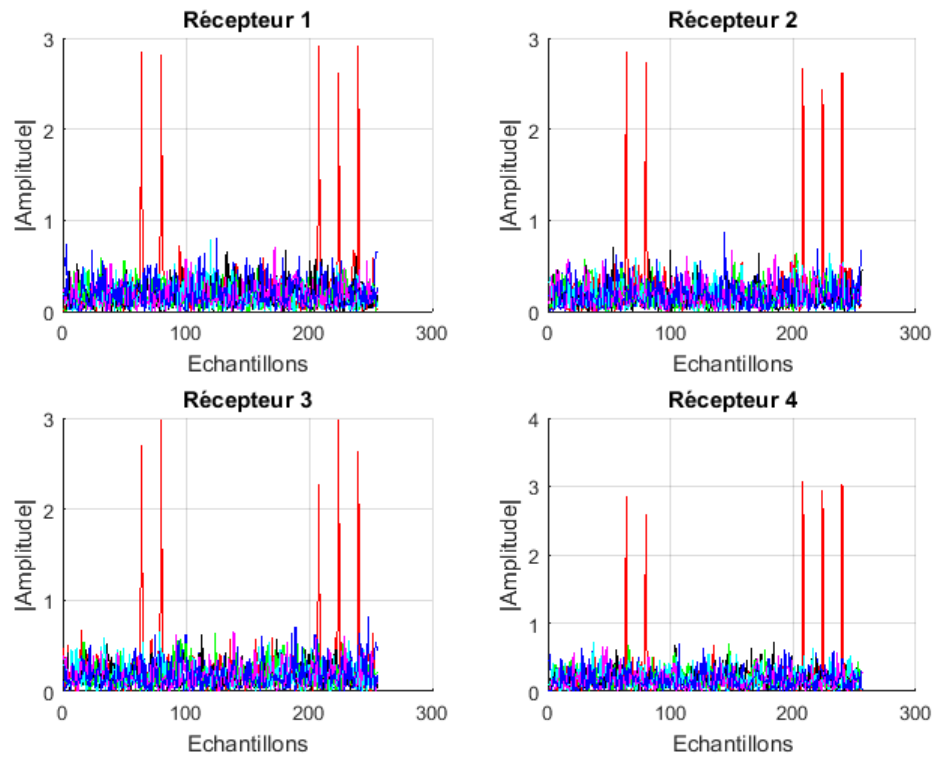 Récepteur 1
3
2
1
0
|Amplitude|
0 100 200 300
Echantillons
Récepteur 2
3
2
1
0
|Amplitude|
0 100 200 300
Echantillons
Récepteur 3
3
2
1
0
|Amplitude|
0 100 200 300
Echantillons
Récepteur 4
4
3
2
1
0
|Amplitude|
0 100 200 300
Echantillons